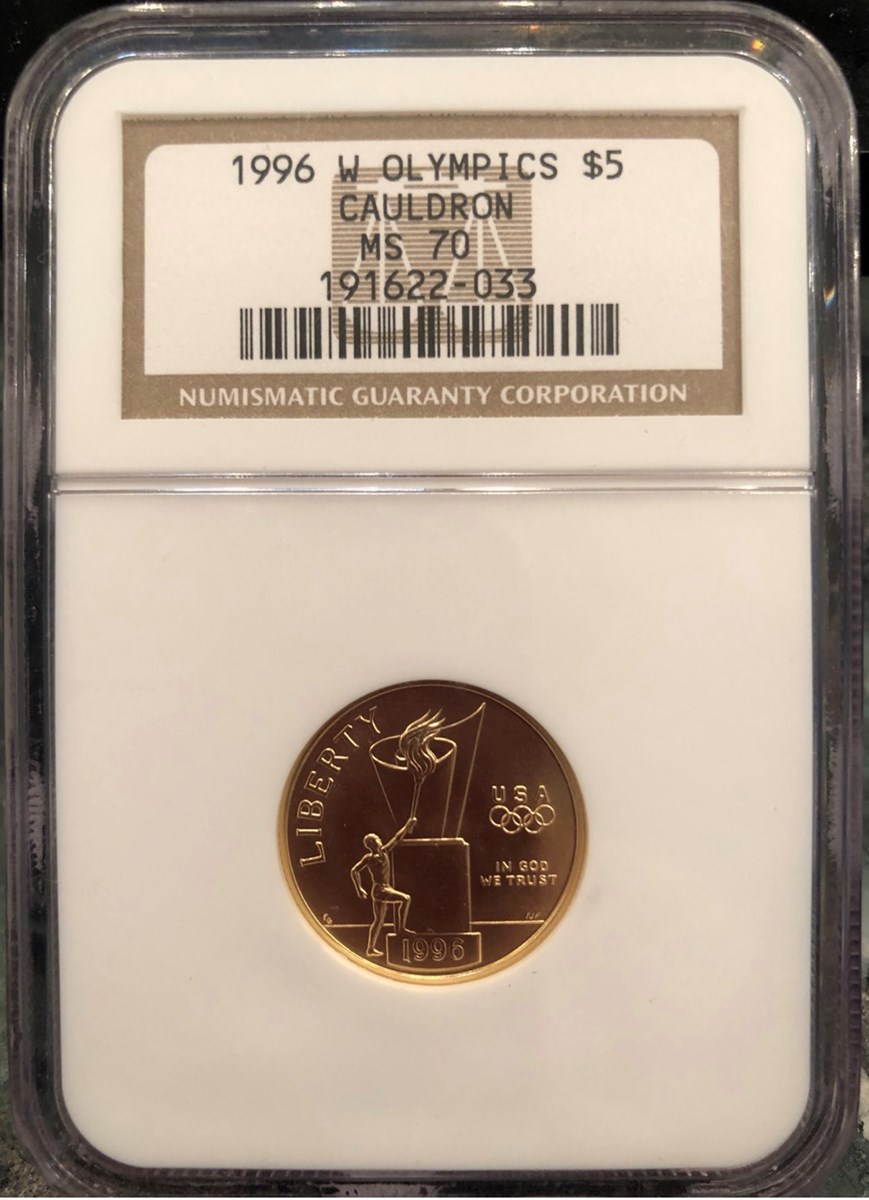 1996 W OLYMPICS $5
CAULDRON
MS 70
191622-033
NUMISMATIC GUARANTY CORPORATION
LIBERTY
USA
IN GOD
WE TRUST
1996